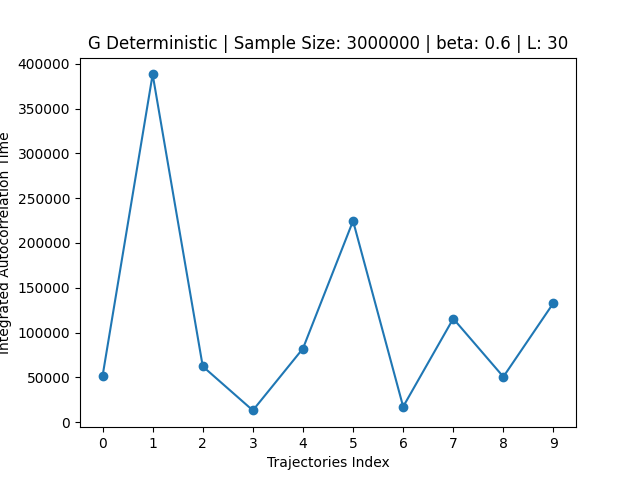 G Deterministic | Sample Size: 3000000 | beta: 0.6 | L: 30
400000
350000
300000
250000
200000
150000
100000
50000
0
Integrated Autocorrelation Time
0 1 2 3 4 5 6 7 8 9
Trajectories Index